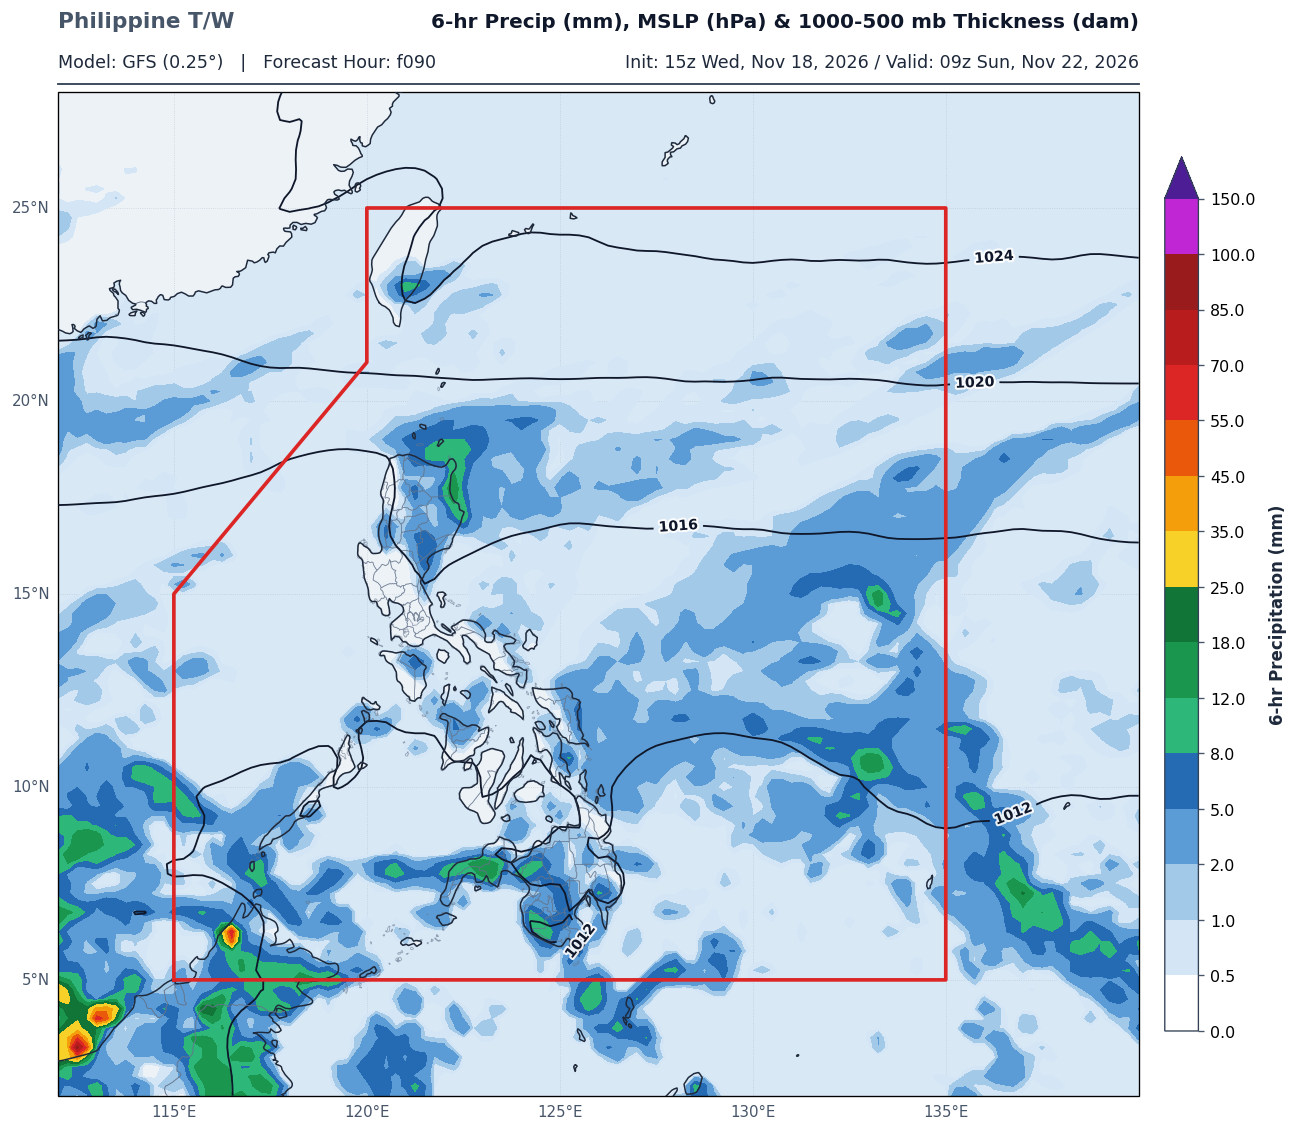 Philippine T/W
6-hr Precip (mm), MSLP (hPa) & 1000-500 mb Thickness (dam)
Model: GFS (0.25°) | Forecast Hour: f090
Init: 15z Wed, Nov 18, 2026 / Valid: 09z Sun, Nov 22, 2026
25°N
20°N
15°N
10°N
5°N
1024
1020
1016
1012
1012
115°E
120°E
125°E
130°E
135°E
150.0
100.0
85.0
70.0
55.0
45.0
35.0
25.0
18.0
12.0
8.0
5.0
2.0
1.0
0.5
0.0
6-hr Precipitation (mm)